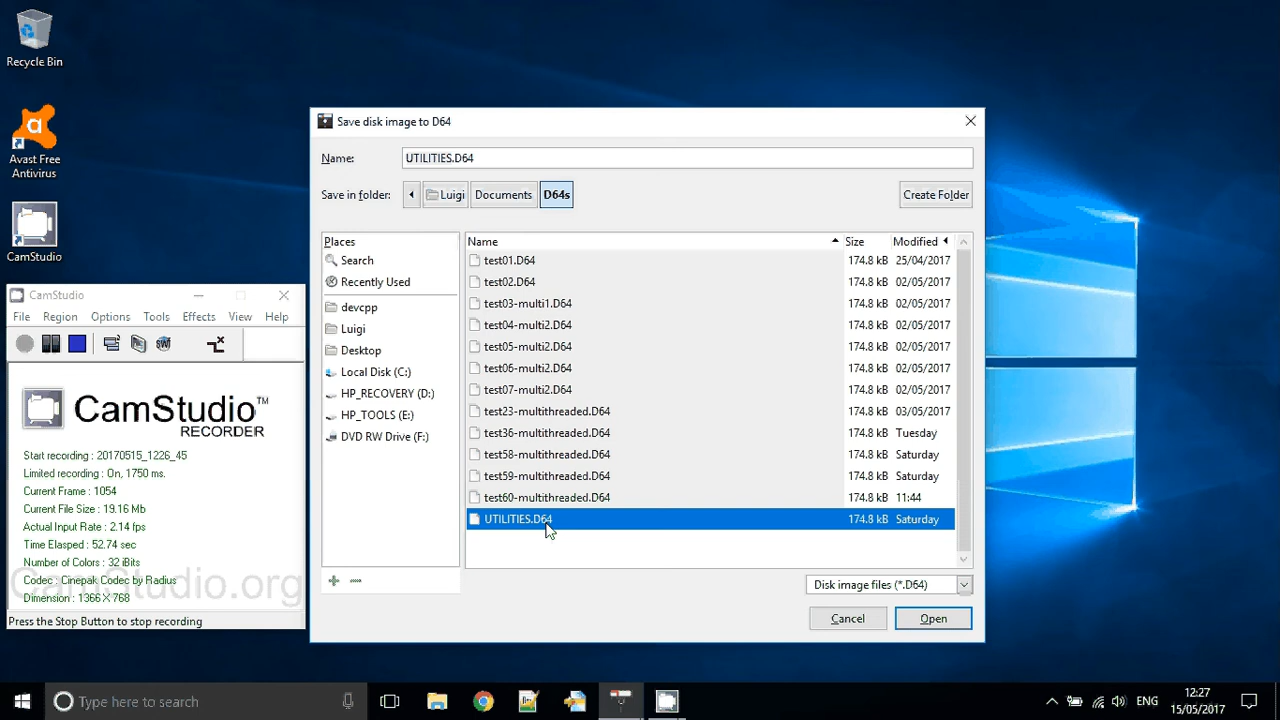 Recycle Bin
Avast Free
Antivirus
CamStudio
CamStudio
File Region Options Tools Effects View Help
CamStudio™
RECORDER
Start recording : 20170515_1226_45
Limited recording : On, 1750 ms.
Current Frame : 1054
Current File Size : 19.16 Mb
Actual Input Rate : 2.14 fps
Time Elasped : 52.74 sec
Number of Colors : 32 iBits
Codec : Cinepak Codec by Radius
Dimension : 1366 X 768
CamStudio.org
Press the Stop Button to stop recording
Save disk image to D64
Name: UTILITIES.D64
Save in folder: Luigi Documents D64s Create Folder
Places
Search
Recently Used
devcpp
Luigi
Desktop
Local Disk (C:)
HP_RECOVERY (D:)
HP_TOOLS (E:)
DVD RW Drive (F:)
Name Size Modified
test01.D64 174.8 kB 25/04/2017
test02.D64 174.8 kB 02/05/2017
test03-multi1.D64 174.8 kB 02/05/2017
test04-multi2.D64 174.8 kB 02/05/2017
test05-multi2.D64 174.8 kB 02/05/2017
test06-multi2.D64 174.8 kB 02/05/2017
test07-multi2.D64 174.8 kB 02/05/2017
test23-multithreaded.D64 174.8 kB 03/05/2017
test36-multithreaded.D64 174.8 kB Tuesday
test58-multithreaded.D64 174.8 kB Saturday
test59-multithreaded.D64 174.8 kB Saturday
test60-multithreaded.D64 174.8 kB 11:44
UTILITIES.D64 174.8 kB Saturday
Disk image files (*.D64)
Cancel Open
Type here to search
ENG
12:27
15/05/2017